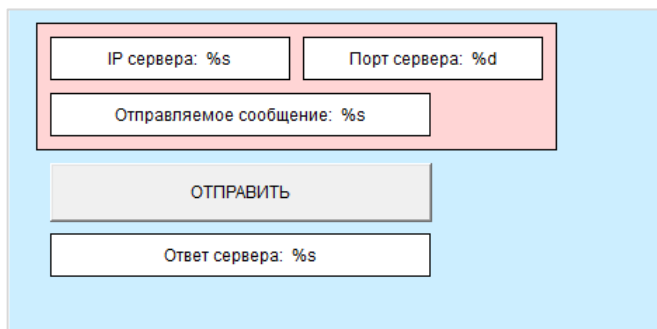 IP сервера: %s
Порт сервера: %d
Отправляемое сообщение: %s
ОТПРАВИТЬ
Ответ сервера: %s